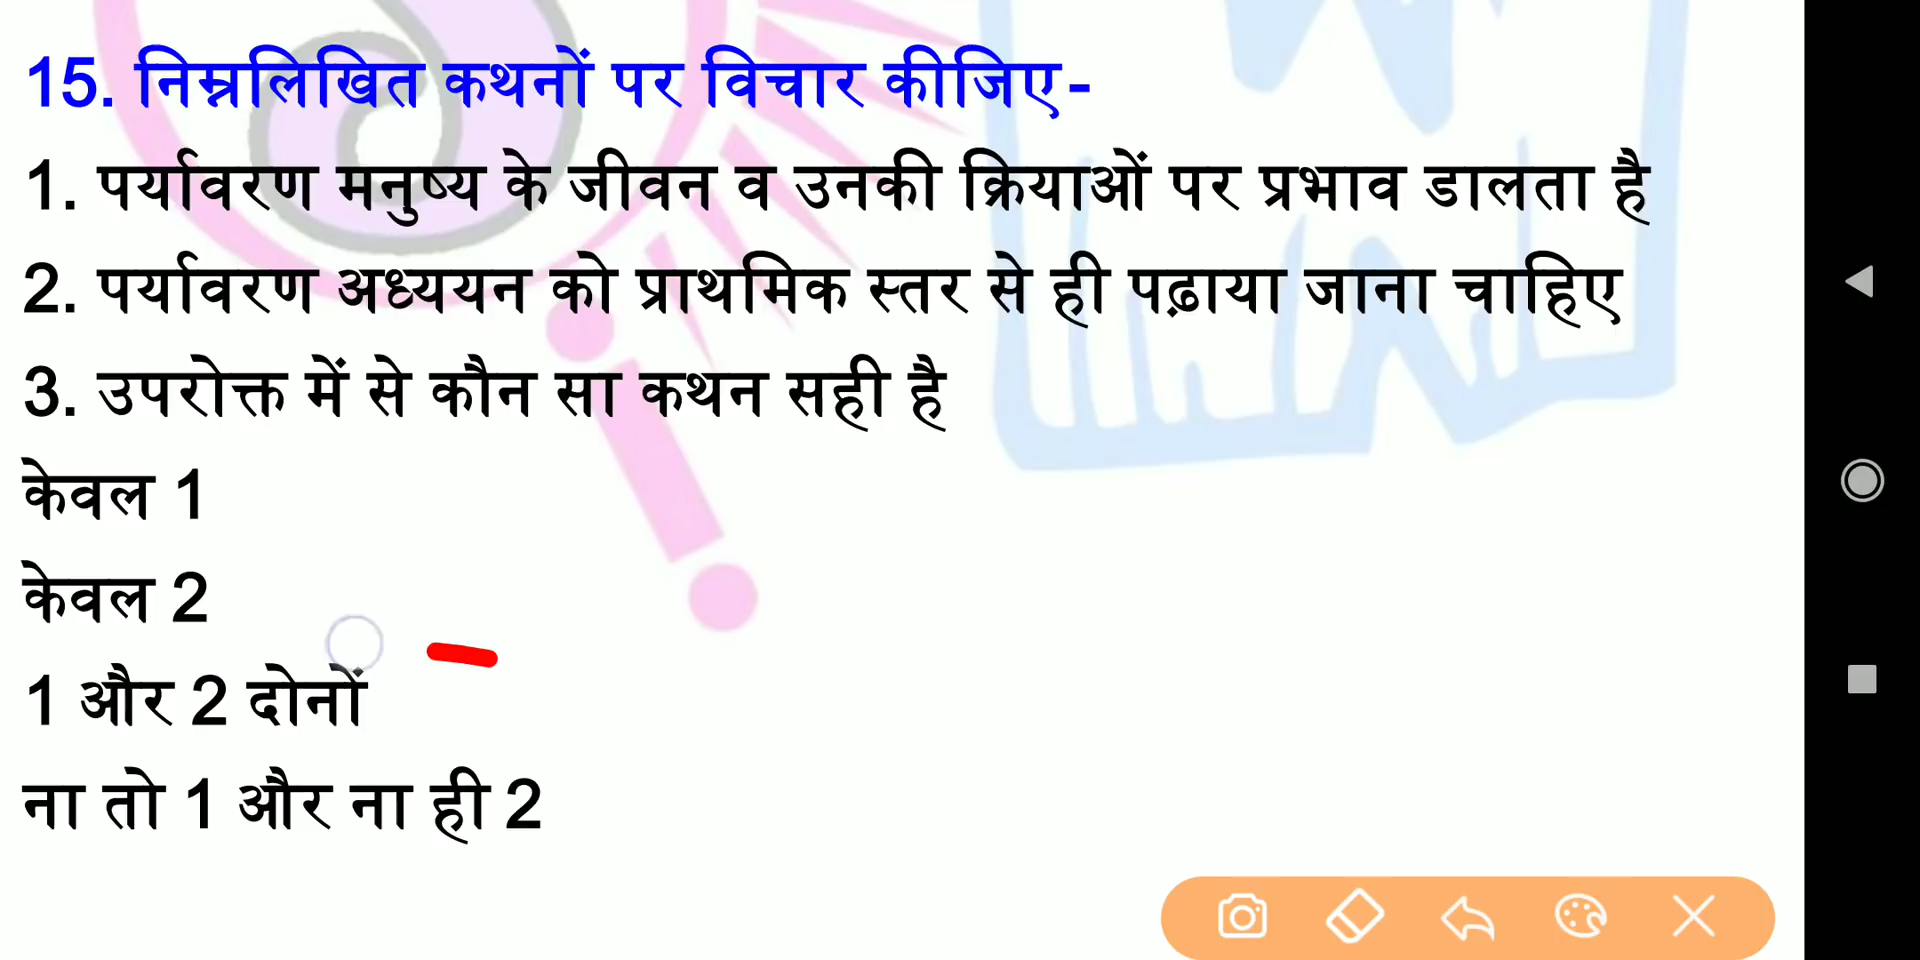 15. निम्नलिखित कथनों पर विचार कीजिए-
1. पर्यावरण मनुष्य के जीवन व उनकी क्रियाओं पर प्रभाव डालता है
2. पर्यावरण अध्ययन को प्राथमिक स्तर से ही पढ़ाया जाना चाहिए
3. उपरोक्त में से कौन सा कथन सही है
केवल 1
केवल 2
1 और 2 दोनों
ना तो 1 और ना ही 2